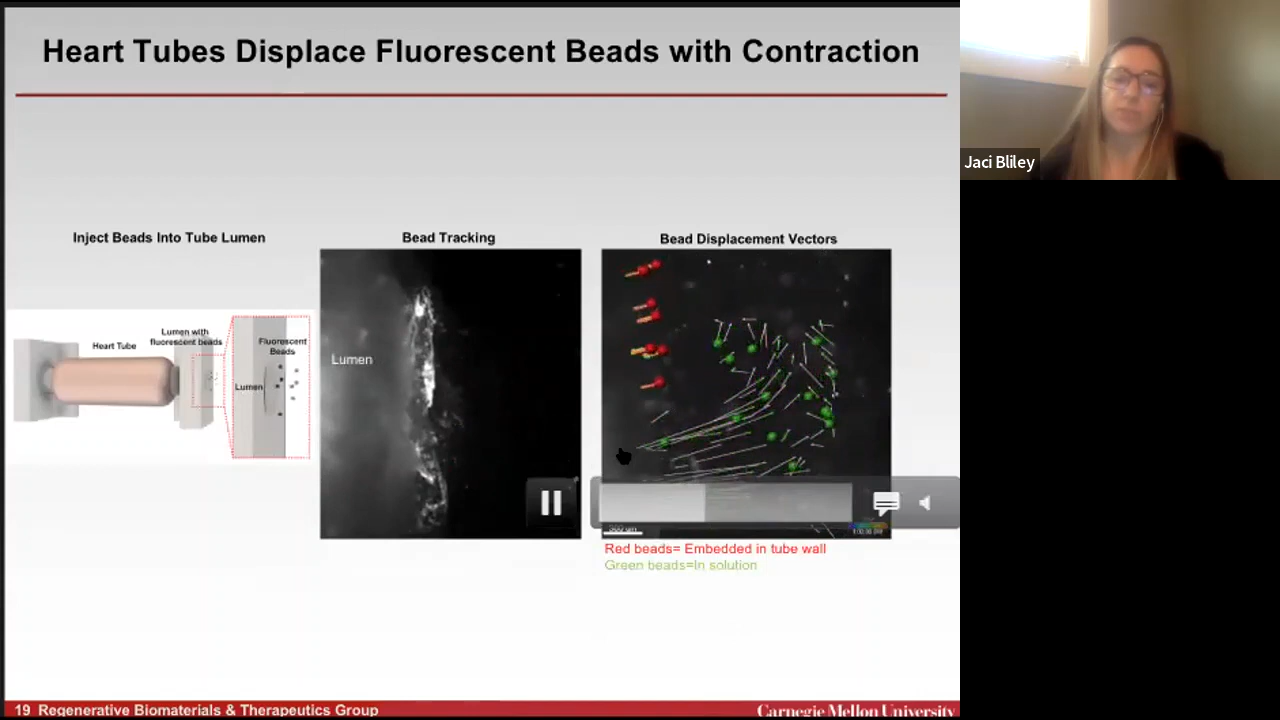 Heart Tubes Displace Fluorescent Beads with Contraction
Jaci Bliley
Inject Beads Into Tube Lumen
Bead Tracking
Bead Displacement Vectors
Heart Tube
Lumen with
fluorescent beads
Fluorescent
Beads
Lumen
Lumen
Red beads= Embedded in tube wall
Green beads=In solution
19 Regenerative Biomaterials & Therapeutics Group
Carnegie Mellon University